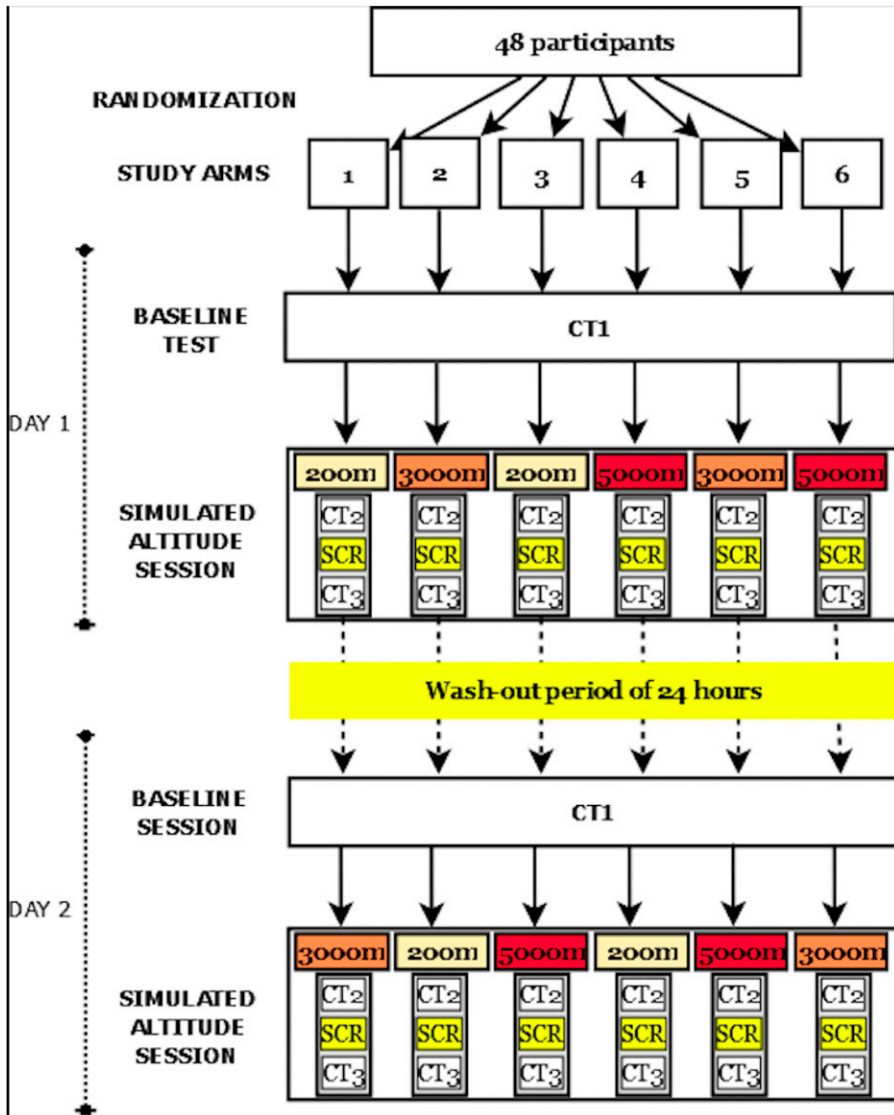 48 participants
RANDOMIZATION
STUDY ARMS
1 2 3 4 5 6
BASELINE
TEST
CT1
DAY 1
200m 3000m 200m 5000m 3000m 5000m
SIMULATED
ALTITUDE
SESSION
CT2 CT2 CT2 CT2 CT2 CT2
SCR SCR SCR SCR SCR SCR
CT3 CT3 CT3 CT3 CT3 CT3
Wash-out period of 24 hours
BASELINE
SESSION
CT1
DAY 2
3000m 200m 5000m 200m 5000m 3000m
SIMULATED
ALTITUDE
SESSION
CT2 CT2 CT2 CT2 CT2 CT2
SCR SCR SCR SCR SCR SCR
CT3 CT3 CT3 CT3 CT3 CT3